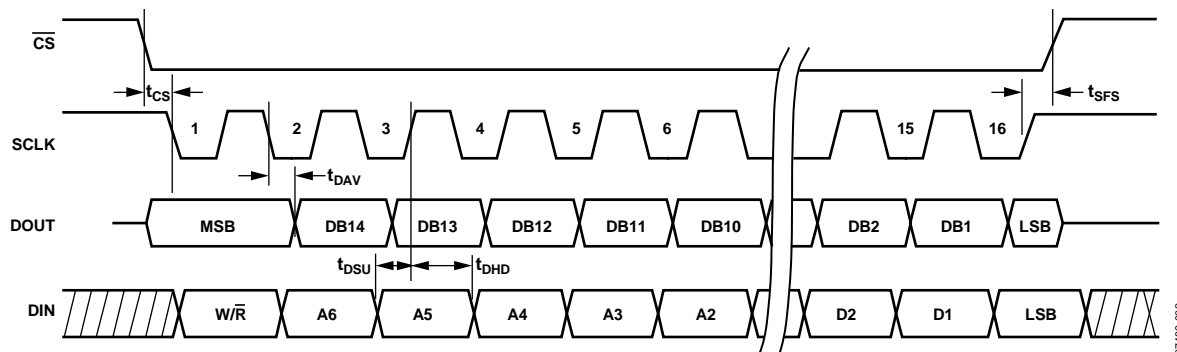 CS
tCS
tSFS
SCLK
1 2 3 4 5 6 15 16
tDAV
DOUT
MSB DB14 DB13 DB12 DB11 DB10 DB2 DB1 LSB
tDSU tDHD
DIN
W/R A6 A5 A4 A3 A2 D2 D1 LSB